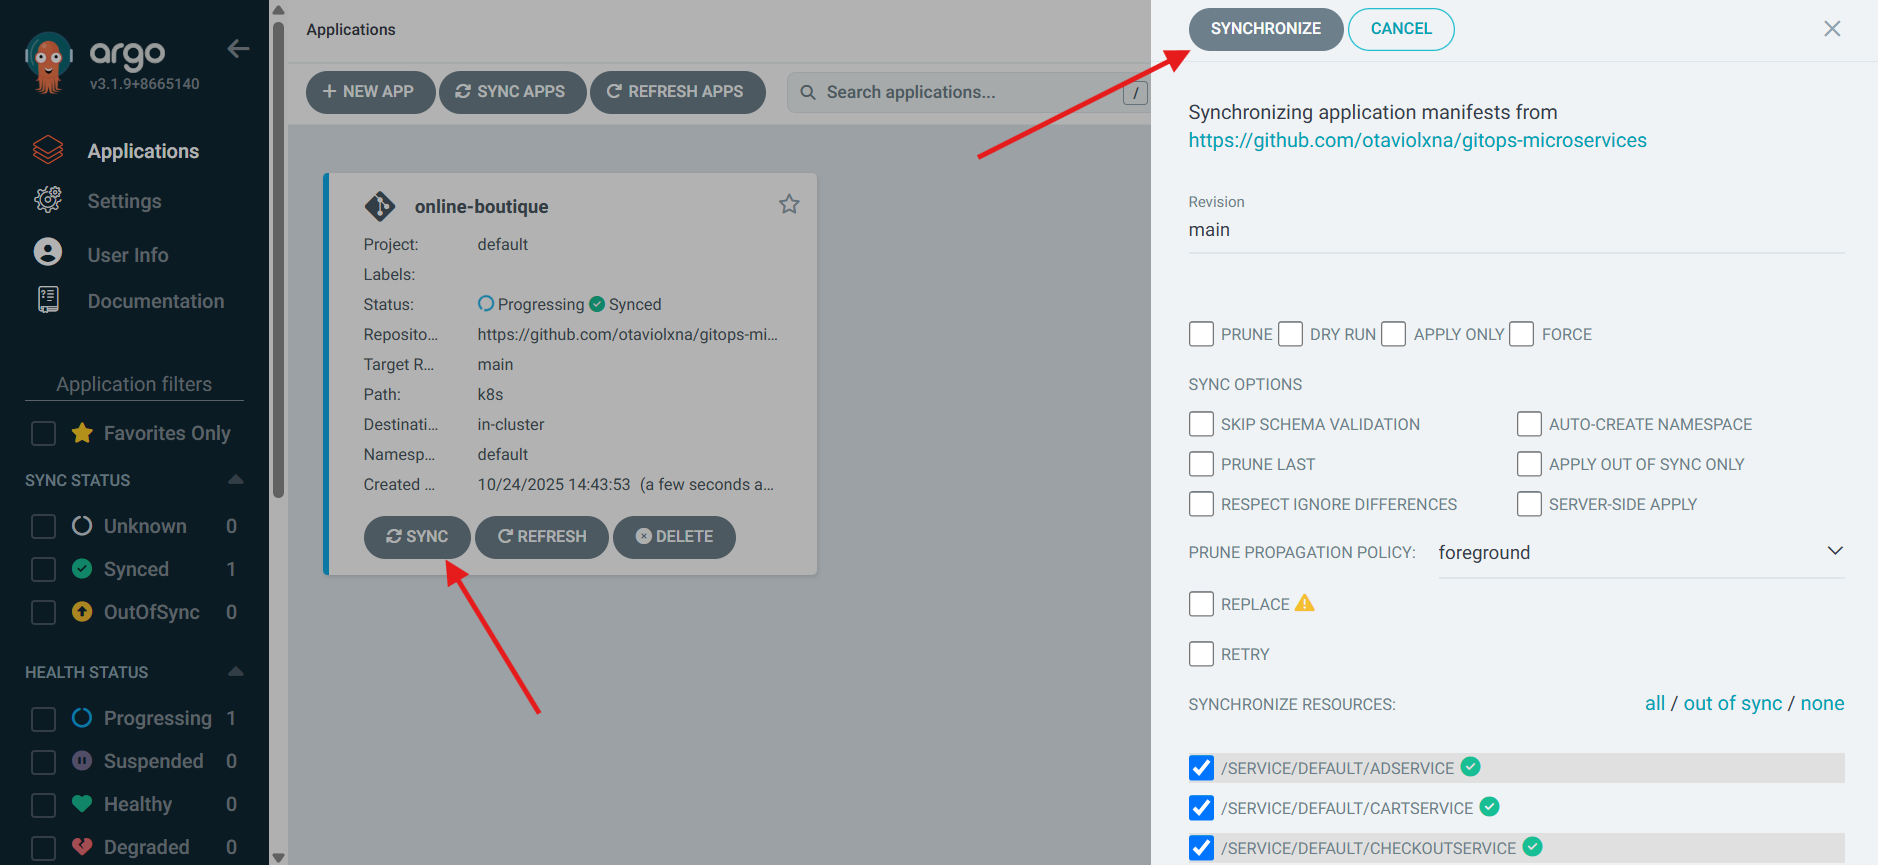 argo
v3.1.9+8665140
Applications
Settings
User Info
Documentation
Application filters
Favorites Only
SYNC STATUS
Unknown 0
Synced 1
OutOfSync 0
HEALTH STATUS
Progressing 1
Suspended 0
Healthy 0
Degraded 0
Applications
NEW APP SYNC APPS REFRESH APPS Search applications... /
online-boutique
Project: default
Labels:
Status: Progressing Synced
Reposito... https://github.com/otaviolxna/gitops-mi...
Target R... main
Path: k8s
Destinati... in-cluster
Namesp... default
Created ... 10/24/2025 14:43:53 (a few seconds a...
SYNC REFRESH DELETE
SYNCHRONIZE CANCEL
Synchronizing application manifests from
https://github.com/otaviolxna/gitops-microservices
Revision
main
PRUNE DRY RUN APPLY ONLY FORCE
SYNC OPTIONS
SKIP SCHEMA VALIDATION AUTO-CREATE NAMESPACE
PRUNE LAST APPLY OUT OF SYNC ONLY
RESPECT IGNORE DIFFERENCES SERVER-SIDE APPLY
PRUNE PROPAGATION POLICY: foreground
REPLACE
RETRY
SYNCHRONIZE RESOURCES: all / out of sync / none
/SERVICE/DEFAULT/ADSERVICE
/SERVICE/DEFAULT/CARTSERVICE
/SERVICE/DEFAULT/CHECKOUTSERVICE